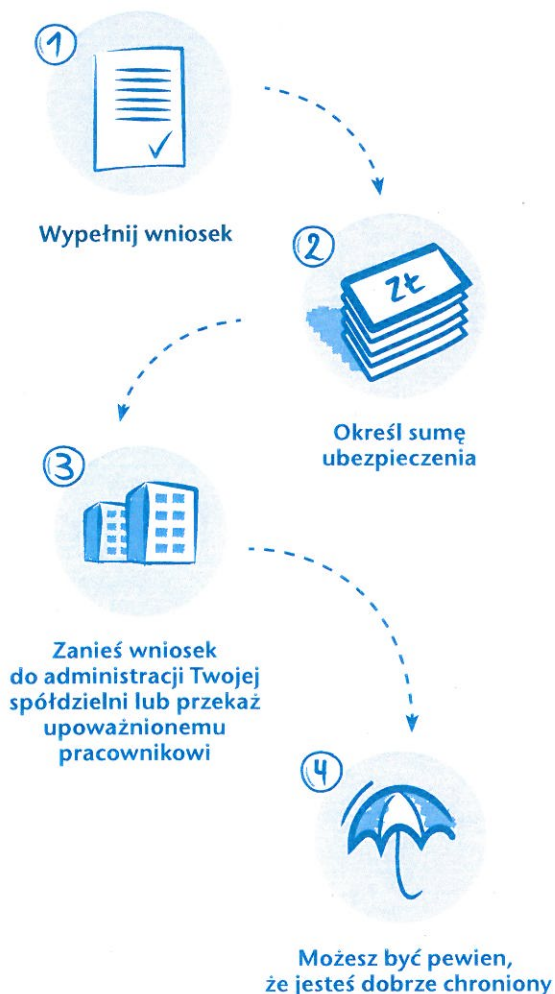 1
Wypełnij wniosek
2
ZŁ
Określ sumę
ubezpieczenia
3
Zanieś wniosek
do administracji Twojej
spółdzielni lub przekaż
upoważnionemu
pracownikowi
4
Możesz być pewien,
że jesteś dobrze chroniony